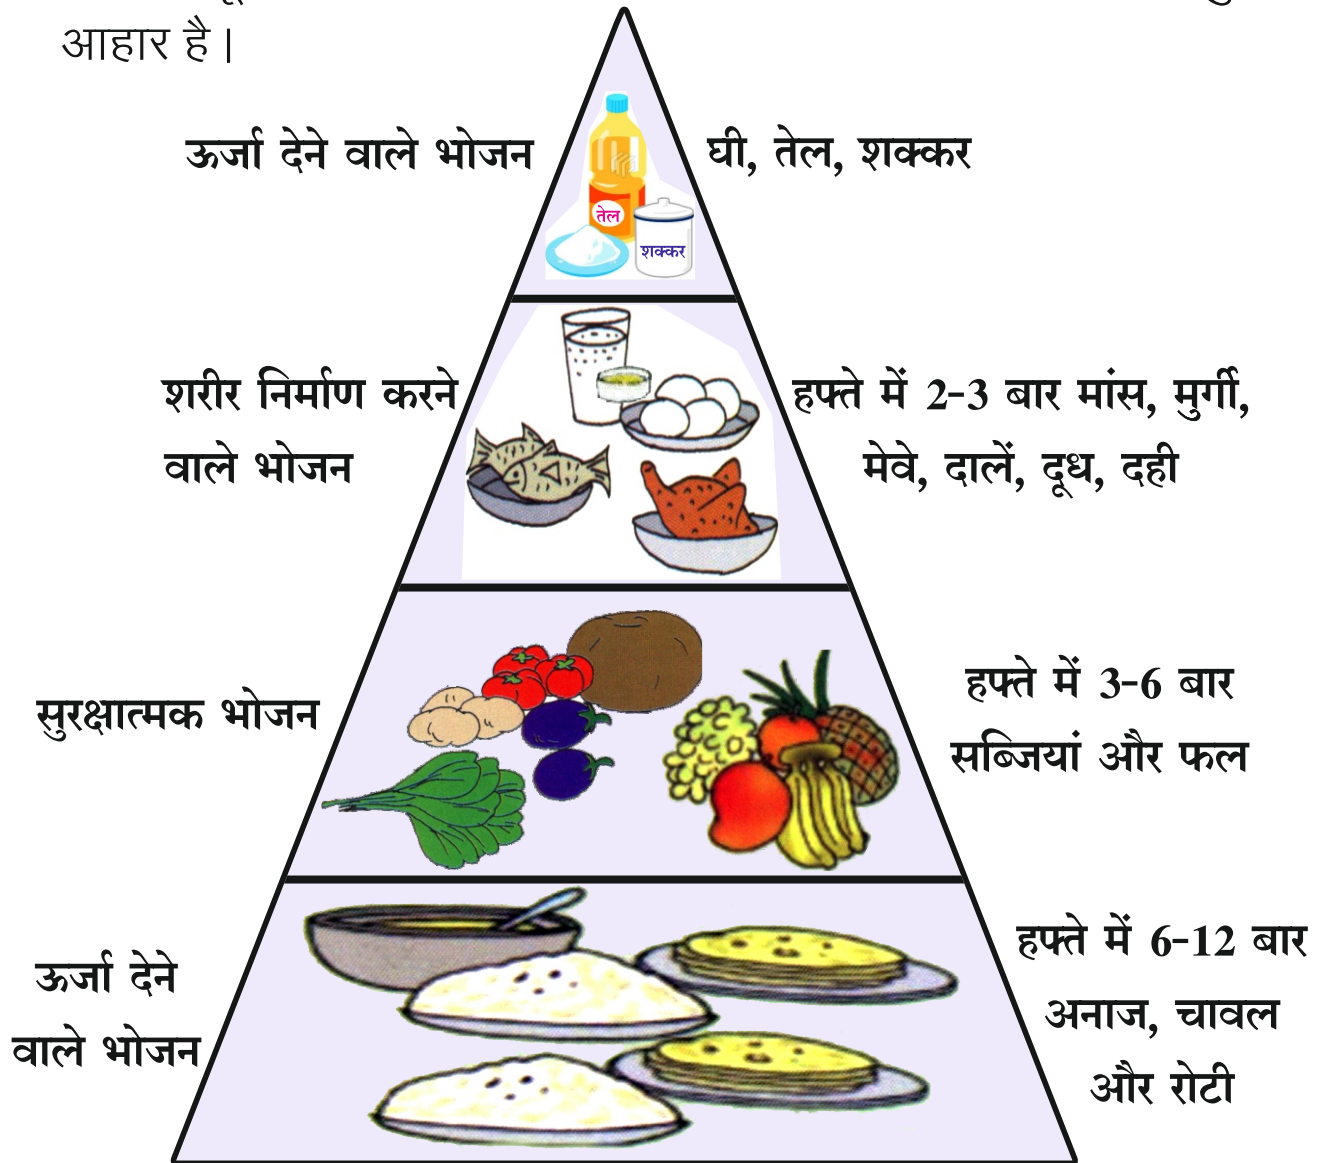 आहार है।
ऊर्जा देने वाले भोजन
घी, तेल, शक्कर
तेल
शक्कर
शरीर निर्माण करने
वाले भोजन
हफ्ते में 2-3 बार मांस, मुर्गी,
मेवे, दालें, दूध, दही
सुरक्षात्मक भोजन
हफ्ते में 3-6 बार
सब्जियां और फल
ऊर्जा देने
वाले भोजन
हफ्ते में 6-12 बार
अनाज, चावल
और रोटी